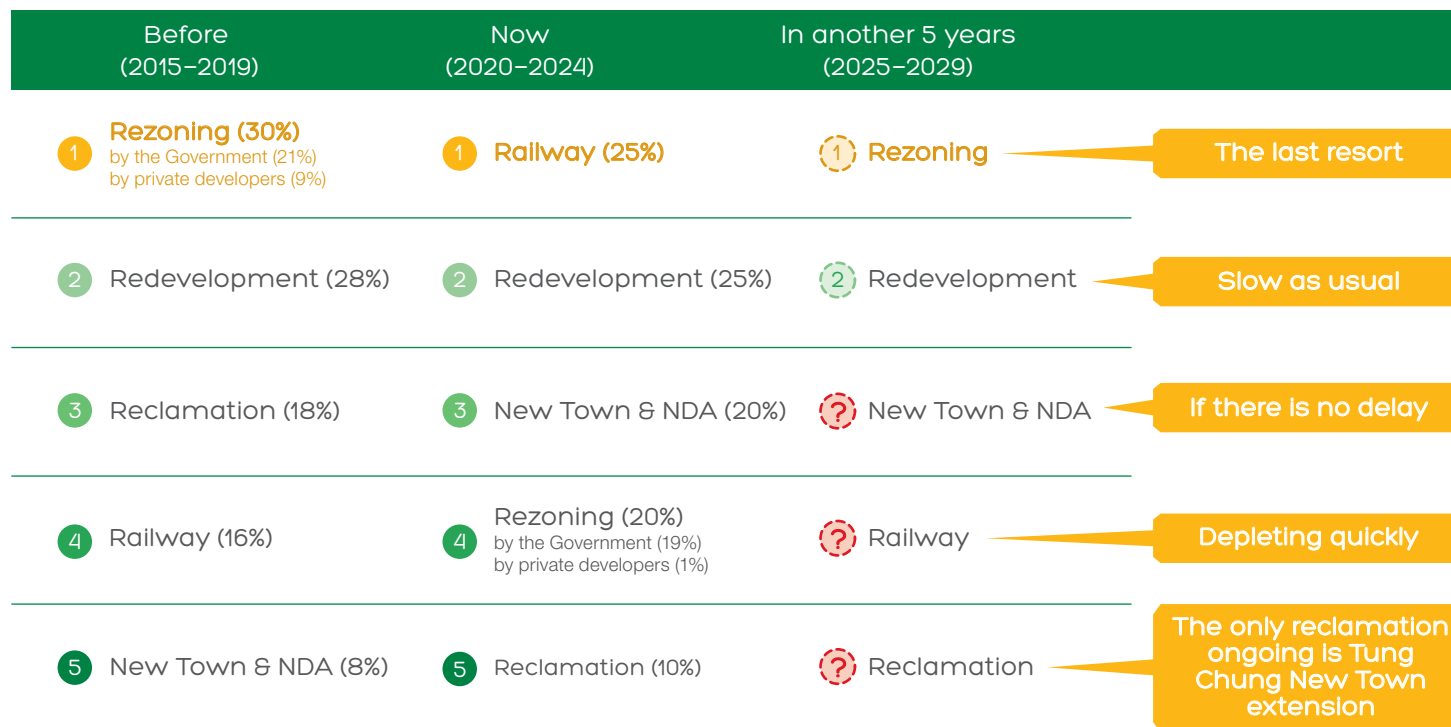 Before
(2015–2019)
Now
(2020–2024)
In another 5 years
(2025–2029)
1
Rezoning (30%)
by the Government (21%)
by private developers (9%)
1
Railway (25%)
1
Rezoning
The last resort
2
Redevelopment (28%)
2
Redevelopment (25%)
2
Redevelopment
Slow as usual
3
Reclamation (18%)
3
New Town & NDA (20%)
?
New Town & NDA
If there is no delay
4
Railway (16%)
4
Rezoning (20%)
by the Government (19%)
by private developers (1%)
?
Railway
Depleting quickly
5
New Town & NDA (8%)
5
Reclamation (10%)
?
Reclamation
The only reclamation
ongoing is Tung
Chung New Town
extension